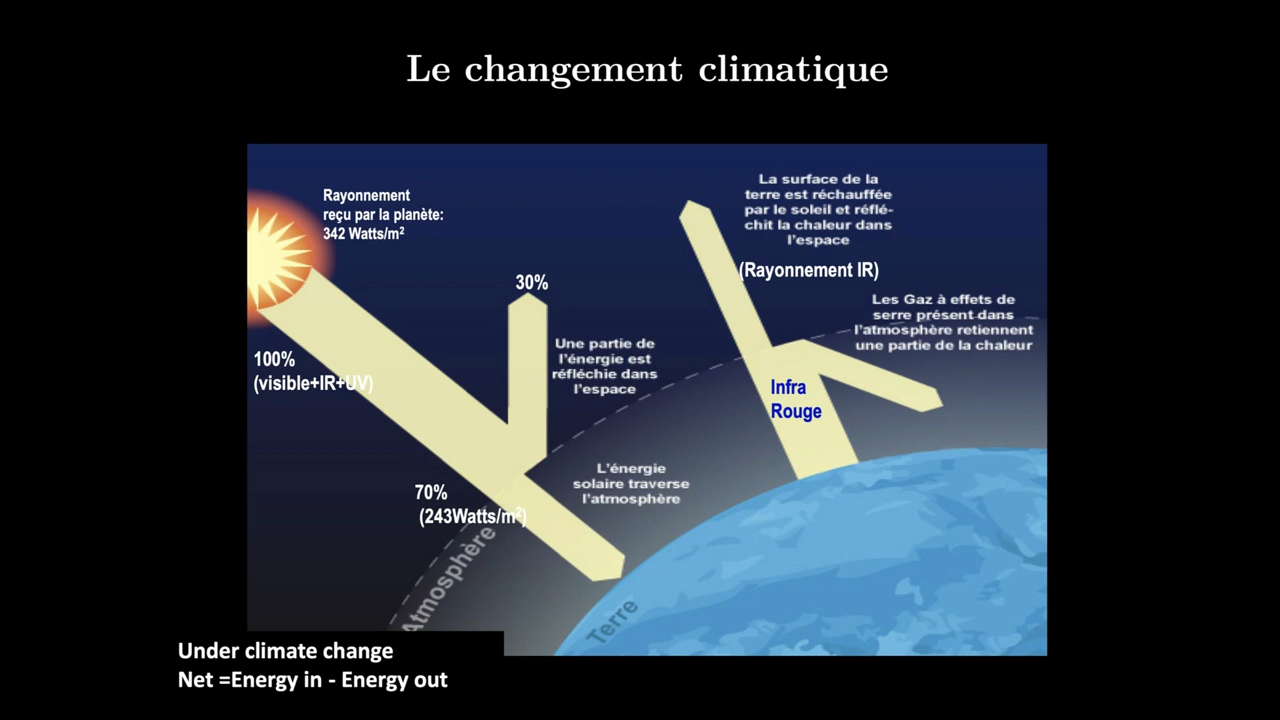 Le changement climatique
Rayonnement
reçu par la planète:
342 Watts/m²
La surface de la
terre est réchauffée
par le soleil et réflé-
chit la chaleur dans
l'espace
(Rayonnement IR)
30%
Les Gaz à effets de
serre présent dans
l'atmosphère retiennent
une partie de la chaleur
Une partie de
l'énergie est
réfléchie dans
l'espace
100%
(visible+IR+UV)
Infra
Rouge
L'énergie
solaire traverse
l'atmosphère
70%
(243Watts/m²)
Atmosphère
Terre
Under climate change
Net =Energy in - Energy out